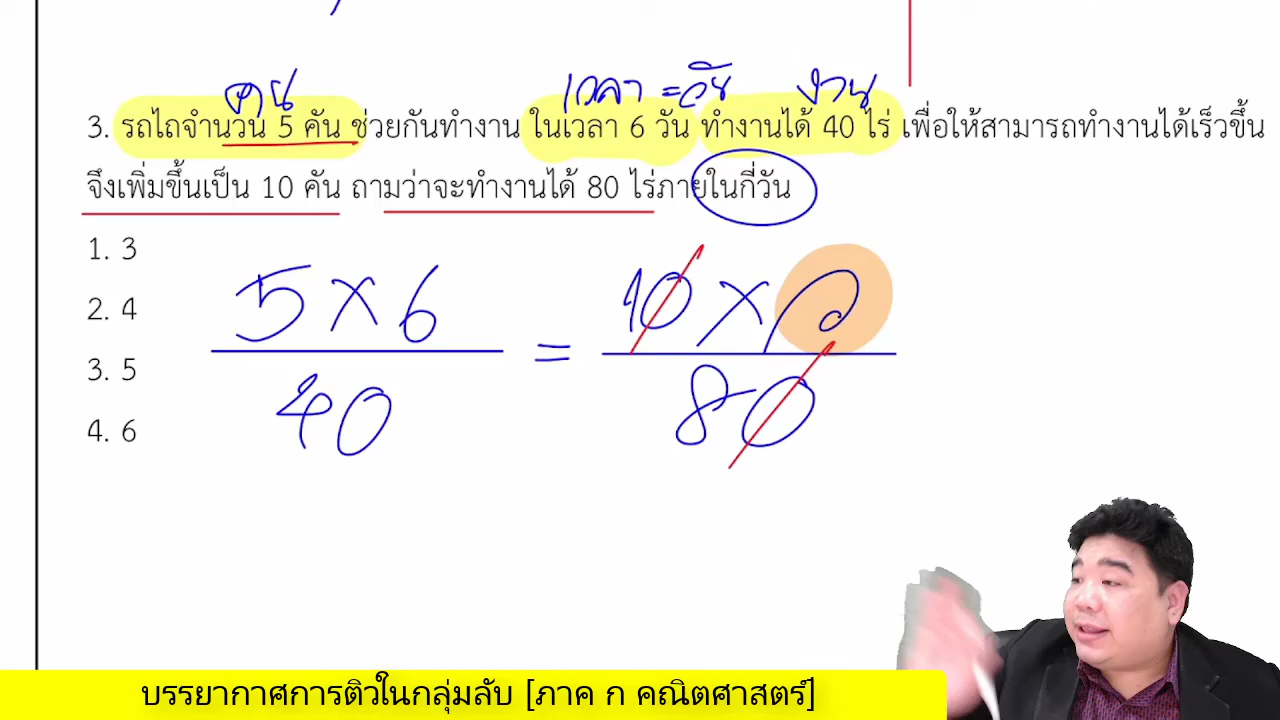 คน เวลา = วัน งาน
3. รถไถจำนวน 5 คัน ช่วยกันทำงาน ในเวลา 6 วัน ทำงานได้ 40 ไร่ เพื่อให้สามารถทำงานได้เร็วขึ้น
จึงเพิ่มขึ้นเป็น 10 คัน ถามว่าจะทำงานได้ 80 ไร่ภายในกี่วัน
1. 3
2. 4
3. 5
4. 6
5 × 6 = 10 × ?
40 80
บรรยากาศการติวในกลุ่มลับ [ภาค ก คณิตศาสตร์]